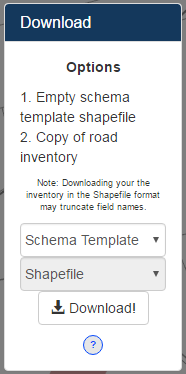 Download
Options
1. Empty schema
template shapefile
2. Copy of road
inventory
Note: Downloading your the
inventory in the Shapefile format
may truncate field names.
Schema Template
Shapefile
Download!
?